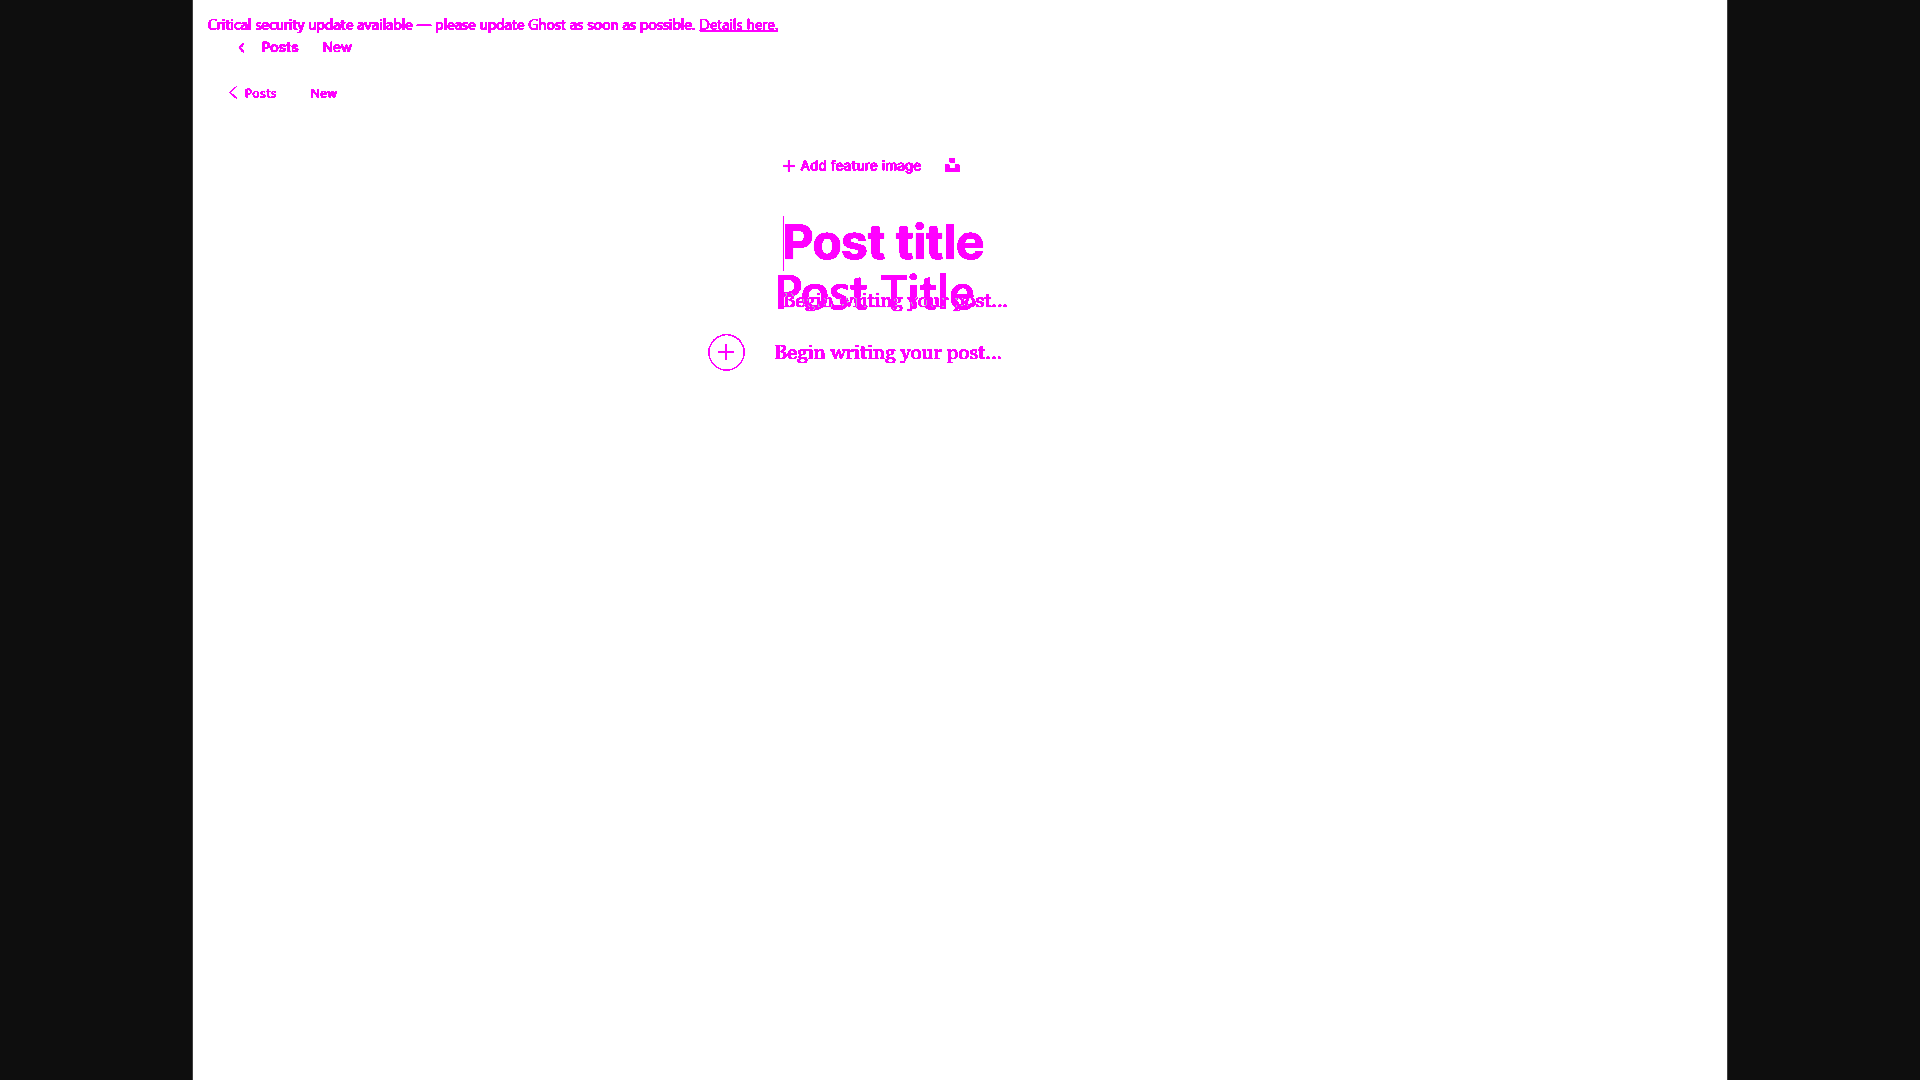 Critical security update available — please update Ghost as soon as possible. Details here.
Posts New
Posts New
Add feature image
Post title
Post Title
Begin writing your post...
Begin writing your post...